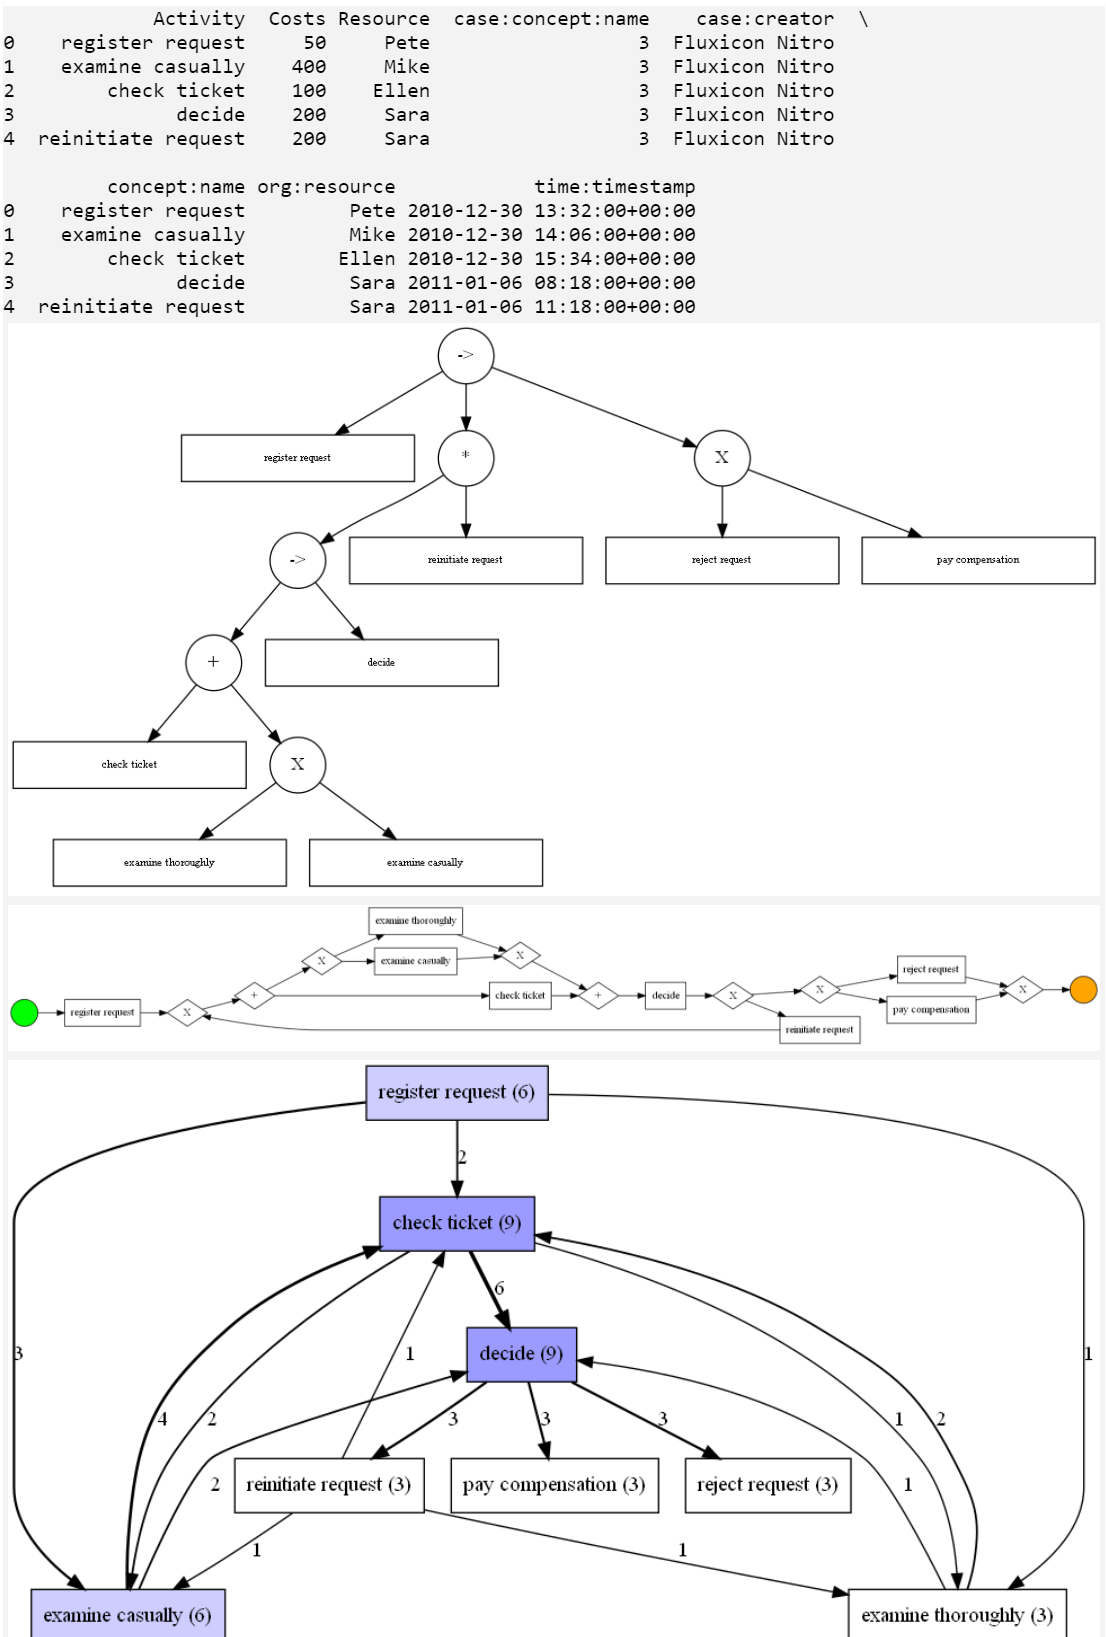 Activity  Costs Resource  case:concept:name    case:creator  \
0    register request     50     Pete                  3  Fluxicon Nitro
1     examine casually    400     Mike                  3  Fluxicon Nitro
2         check ticket    100    Ellen                  3  Fluxicon Nitro
3               decide    200     Sara                  3  Fluxicon Nitro
4  reinitiate request    200     Sara                  3  Fluxicon Nitro
concept:name org:resource            time:timestamp
0    register request         Pete 2010-12-30 13:32:00+00:00
1     examine casually         Mike 2010-12-30 14:06:00+00:00
2         check ticket        Ellen 2010-12-30 15:34:00+00:00
3               decide         Sara 2011-01-06 08:18:00+00:00
4  reinitiate request         Sara 2011-01-06 11:18:00+00:00
->
register request
*
X
->
reinitiate request
reject request
pay compensation
+
decide
check ticket
X
examine thoroughly
examine casually
examine thoroughly
X
examine casually
X
reject request
+
check ticket
+
decide
X
X
X
register request
X
pay compensation
reinitiate request
register request (6)
2
check ticket (9)
6
3
1
decide (9)
1
4
2
3
3
3
1
2
2
reinitiate request (3)
pay compensation (3)
reject request (3)
1
1
1
examine casually (6)
examine thoroughly (3)